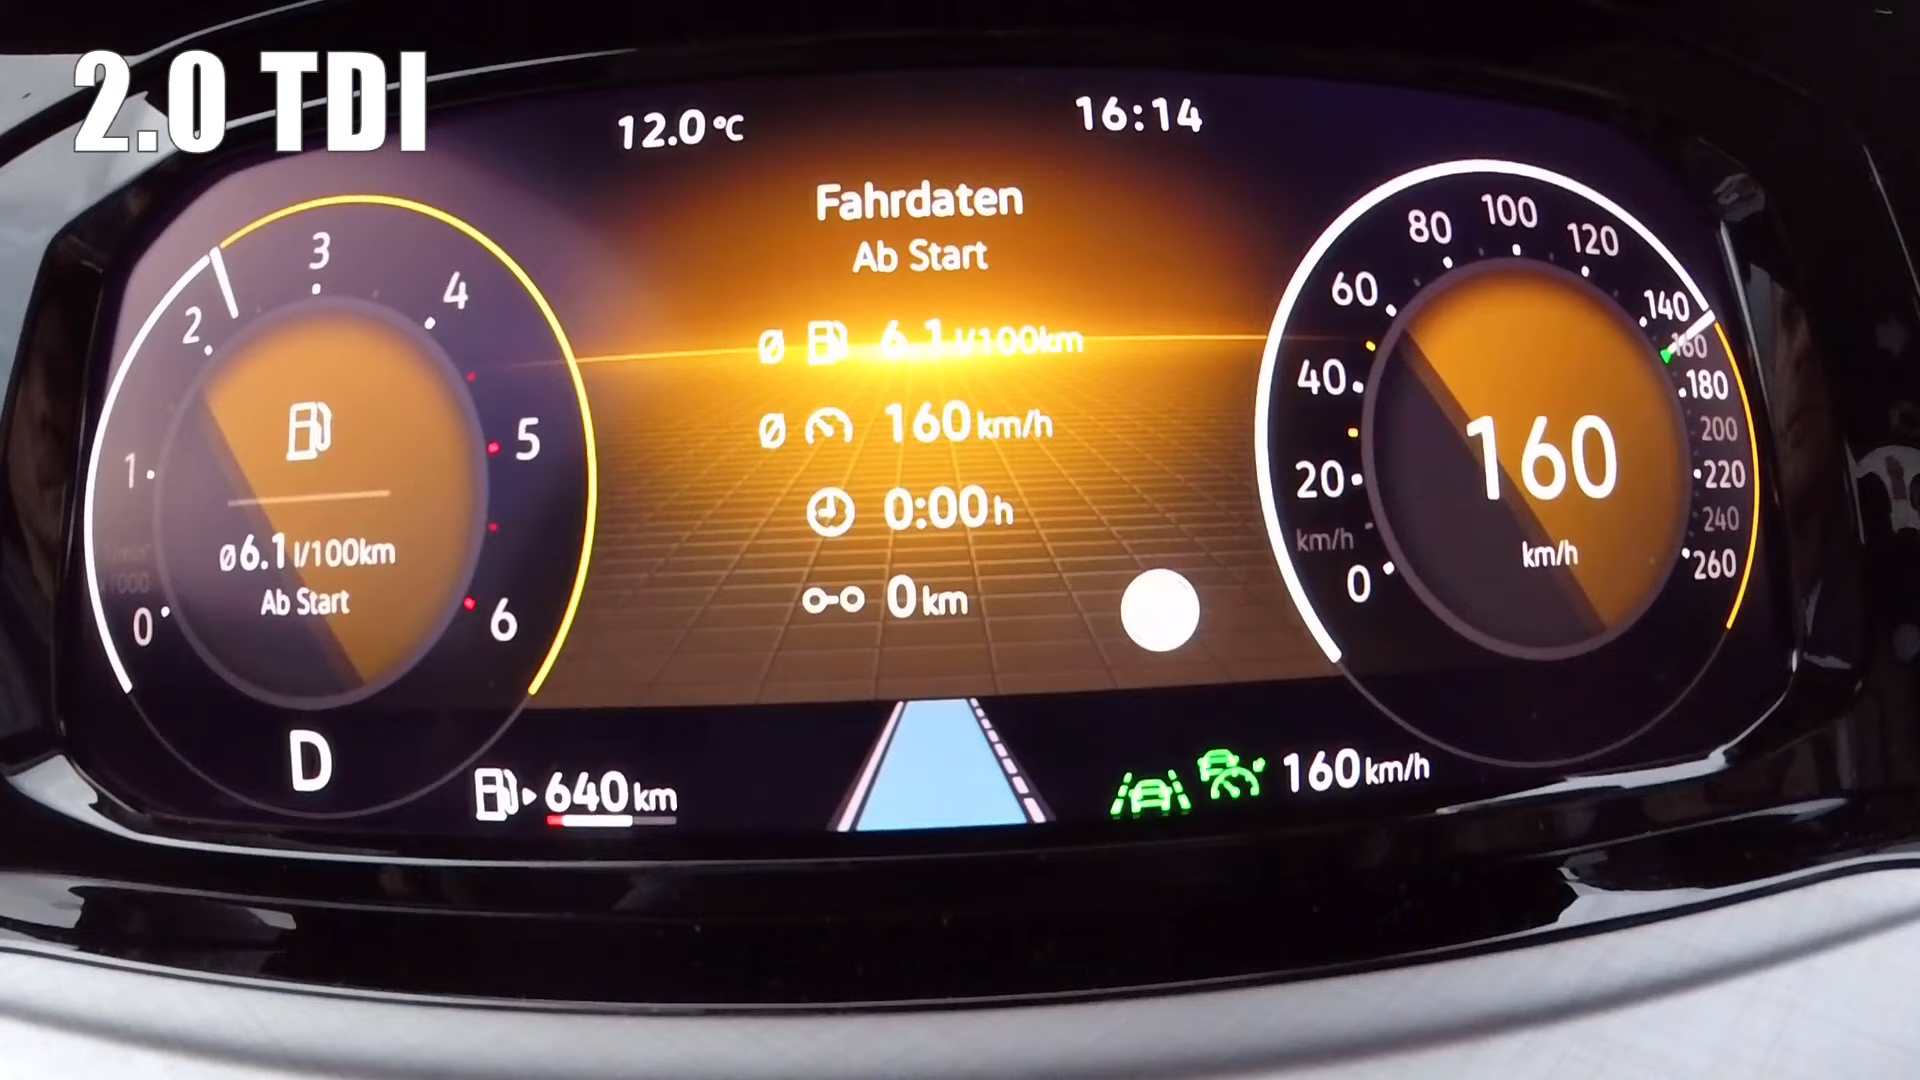 2.0 TDI
12.0°C
16:14
Fahrdaten
Ab Start
Ø 6.1 l/100km
Ø 160 km/h
0:00 h
0 km
0
1
2
3
4
5
6
Ø 6.1 l/100km
Ab Start
D
640 km
0
km/h
20
40
60
80
100
120
140
160
180
200
220
240
260
160
km/h
160 km/h